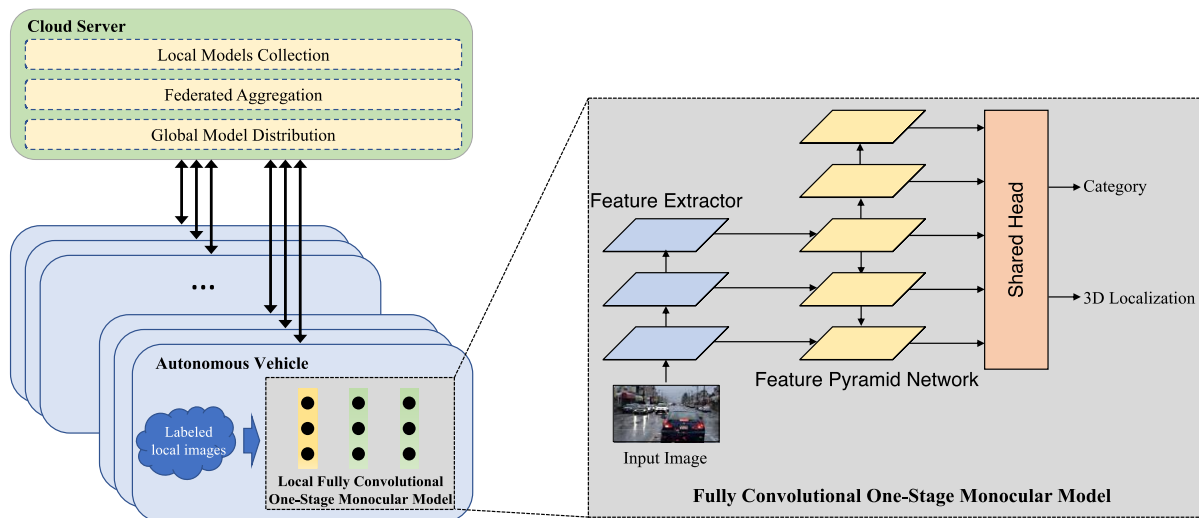 Cloud Server
Local Models Collection
Federated Aggregation
Global Model Distribution
...
Autonomous Vehicle
Labeled
local images
Local Fully Convolutional
One-Stage Monocular Model
Feature Extractor
Input Image
Feature Pyramid Network
Shared Head
Category
3D Localization
Fully Convolutional One-Stage Monocular Model